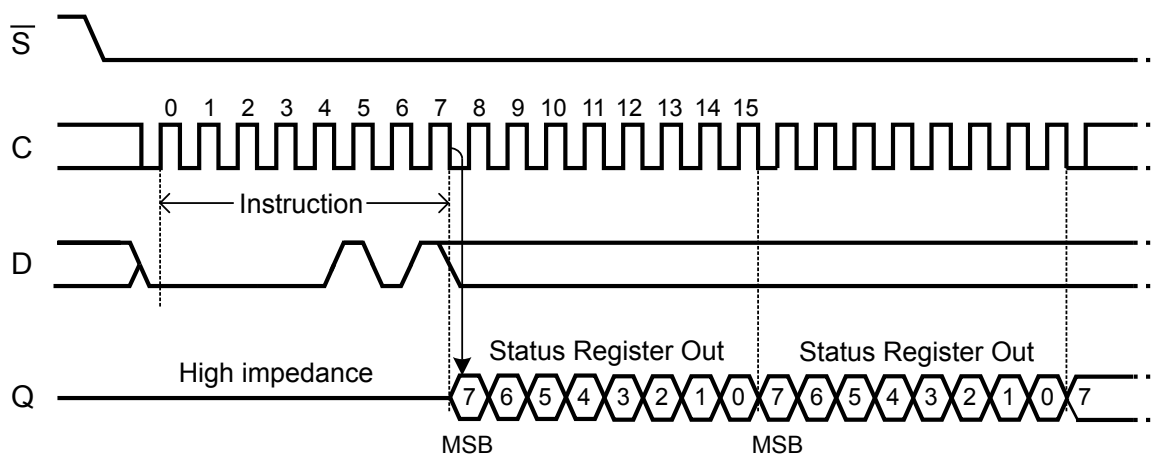 S
0 1 2 3 4 5 6 7 8 9 10 11 12 13 14 15
C
Instruction
D
Status Register Out Status Register Out
High impedance
Q 7 6 5 4 3 2 1 0 7 6 5 4 3 2 1 0 7
MSB MSB